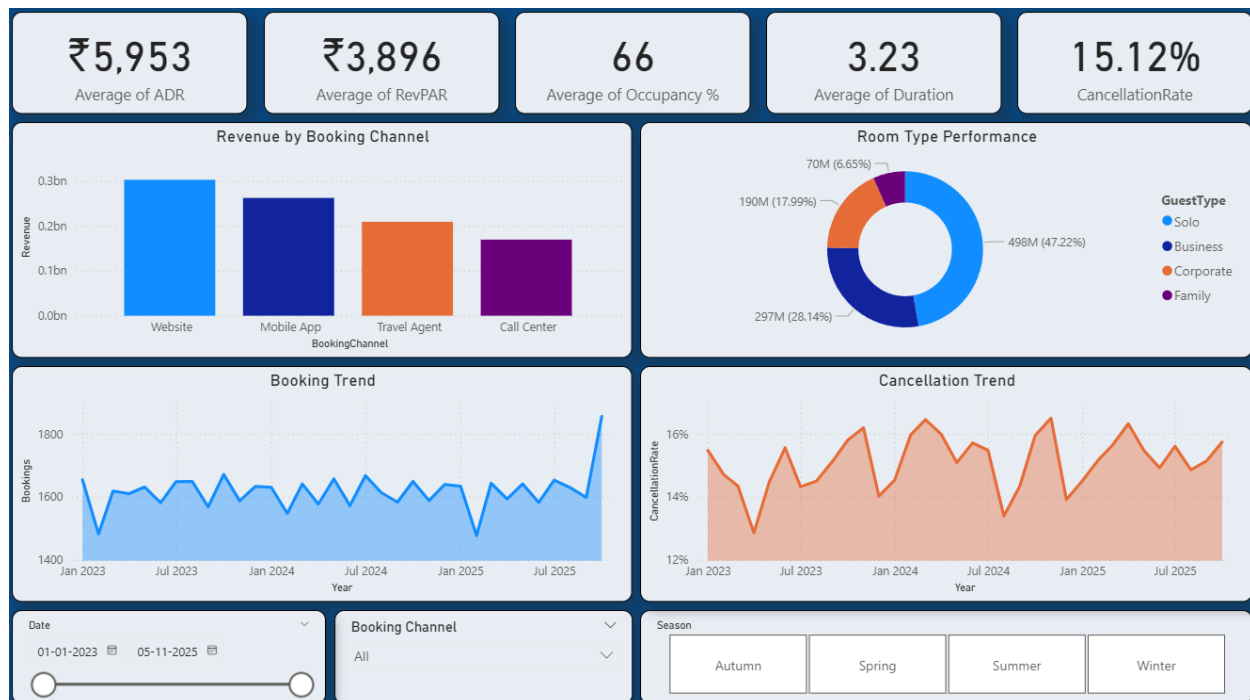 ₹5,953
Average of ADR
₹3,896
Average of RevPAR
66
Average of Occupancy %
3.23
Average of Duration
15.12%
CancellationRate
Revenue by Booking Channel
Revenue
0.3bn
0.2bn
0.1bn
0.0bn
Website
Mobile App
Travel Agent
Call Center
BookingChannel
Room Type Performance
70M (6.65%)
190M (17.99%)
498M (47.22%)
297M (28.14%)
GuestType
Solo
Business
Corporate
Family
Booking Trend
Bookings
1800
1600
1400
Jan 2023
Jul 2023
Jan 2024
Jul 2024
Jan 2025
Jul 2025
Year
Cancellation Trend
CancellationRate
16%
14%
12%
Jan 2023
Jul 2023
Jan 2024
Jul 2024
Jan 2025
Jul 2025
Year
Date
01-01-2023
05-11-2025
Booking Channel
All
Season
Autumn
Spring
Summer
Winter